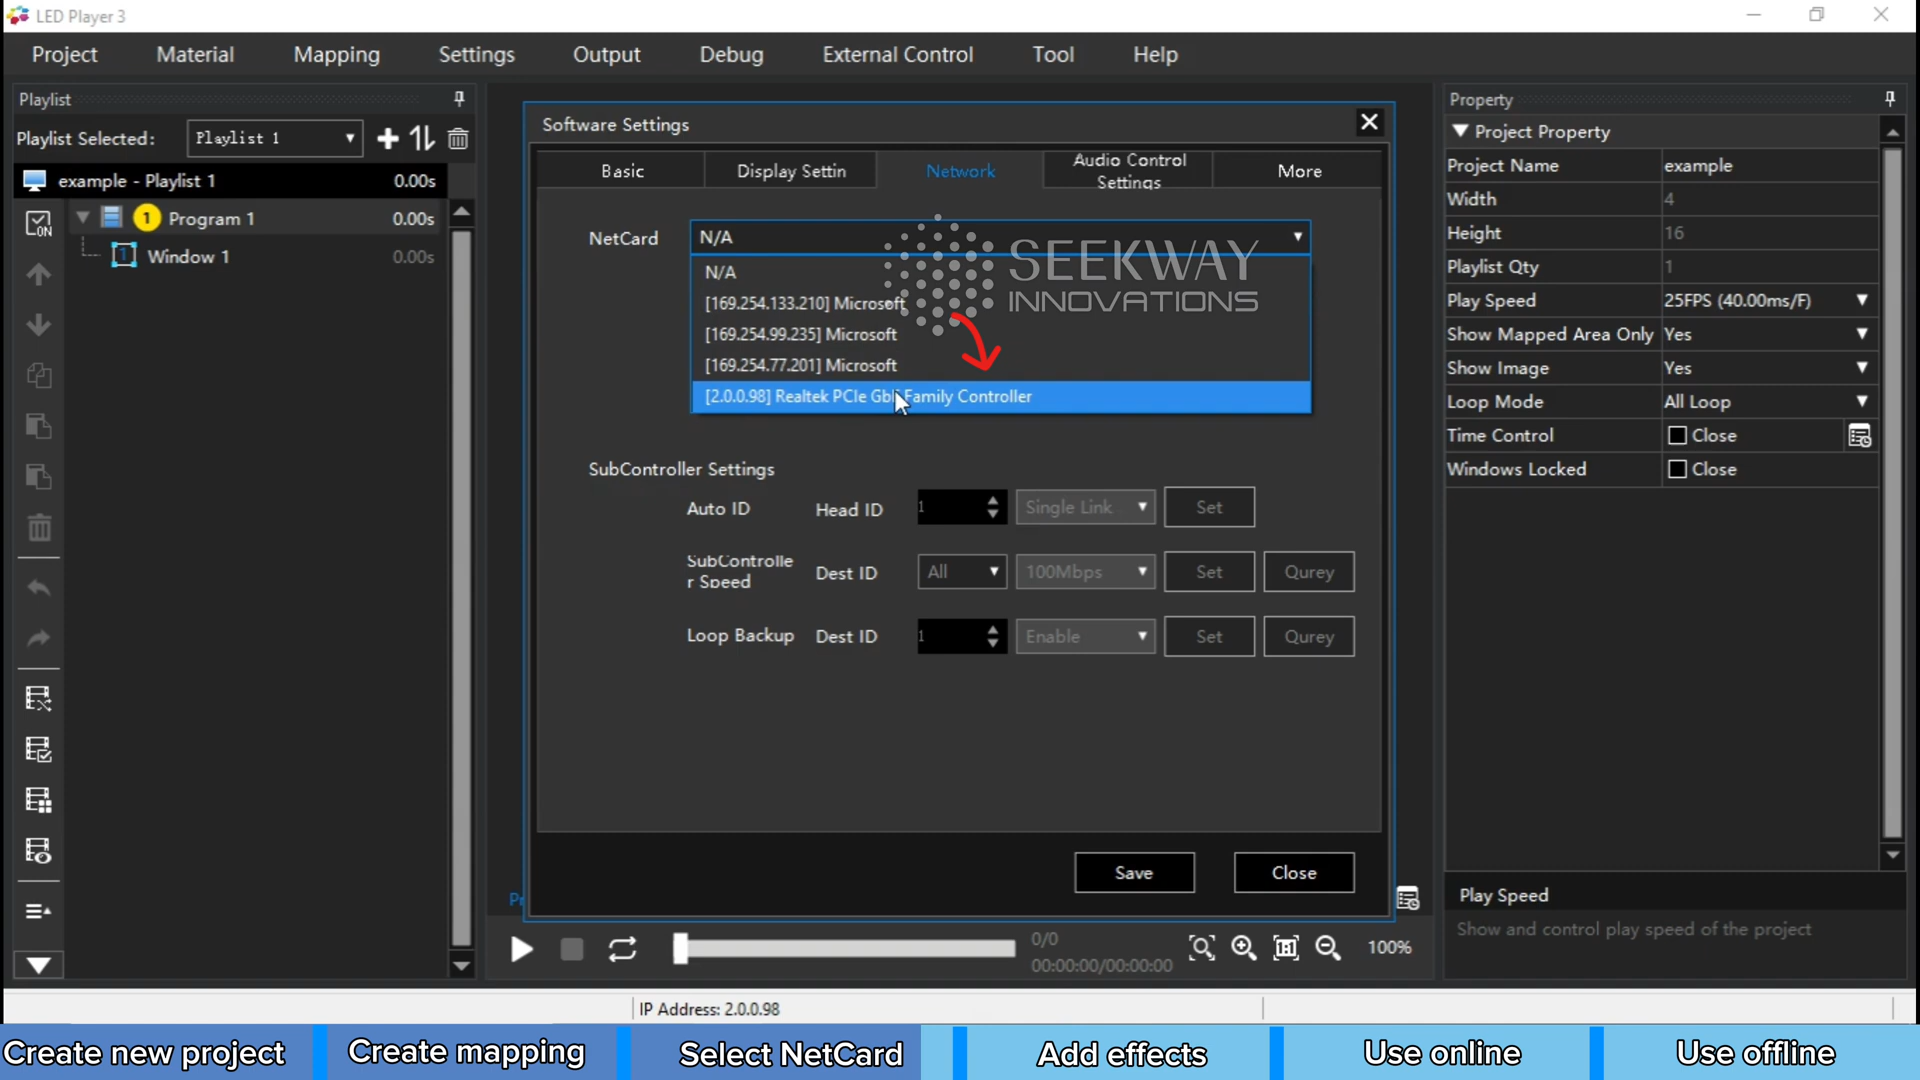 LED Player 3
Project Material Mapping Settings Output Debug External Control Tool Help
Playlist
Playlist Selected: Playlist 1
example - Playlist 1 0.00s
ON
1 Program 1 0.00s
1 Window 1 0.00s
Software Settings
Basic Display Settin Network Audio Control Settings More
NetCard N/A
N/A
[169.254.133.210] Microsoft
[169.254.99.235] Microsoft
[169.254.77.201] Microsoft
[2.0.0.98] Realtek PCIe Family Controller
SEEKWAY
INNOVATIONS
SubController Settings
Auto ID Head ID 1 Single Link Set
SubControlle
r Speed Dest ID All 100Mbps Set Qurey
Loop Backup Dest ID 1 Enable Set Qurey
Save Close
0/0
00:00:00/00:00:00
1:1
100%
Property
Project Property
Project Name example
Width 4
Height 16
Playlist Qty 1
Play Speed 25FPS (40.00ms/F)
Show Mapped Area Only Yes
Show Image Yes
Loop Mode All Loop
Time Control Close
Windows Locked Close
Play Speed
Show and control play speed of the project
IP Address: 2.0.0.98
Create new project Create mapping Select NetCard Add effects Use online Use offline